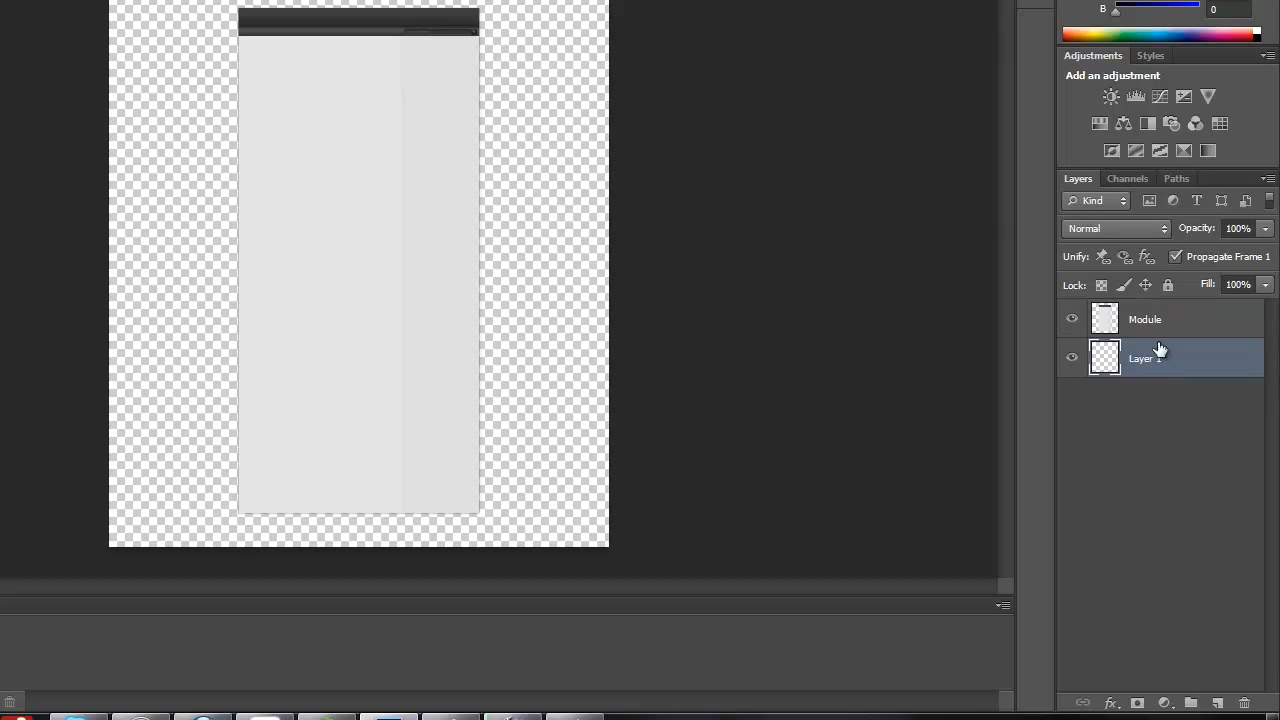 B 0
Adjustments Styles
Add an adjustment
Layers Channels Paths
Kind
Normal Opacity: 100%
Unify: Propagate Frame 1
Lock: Fill: 100%
Module
Layer 1